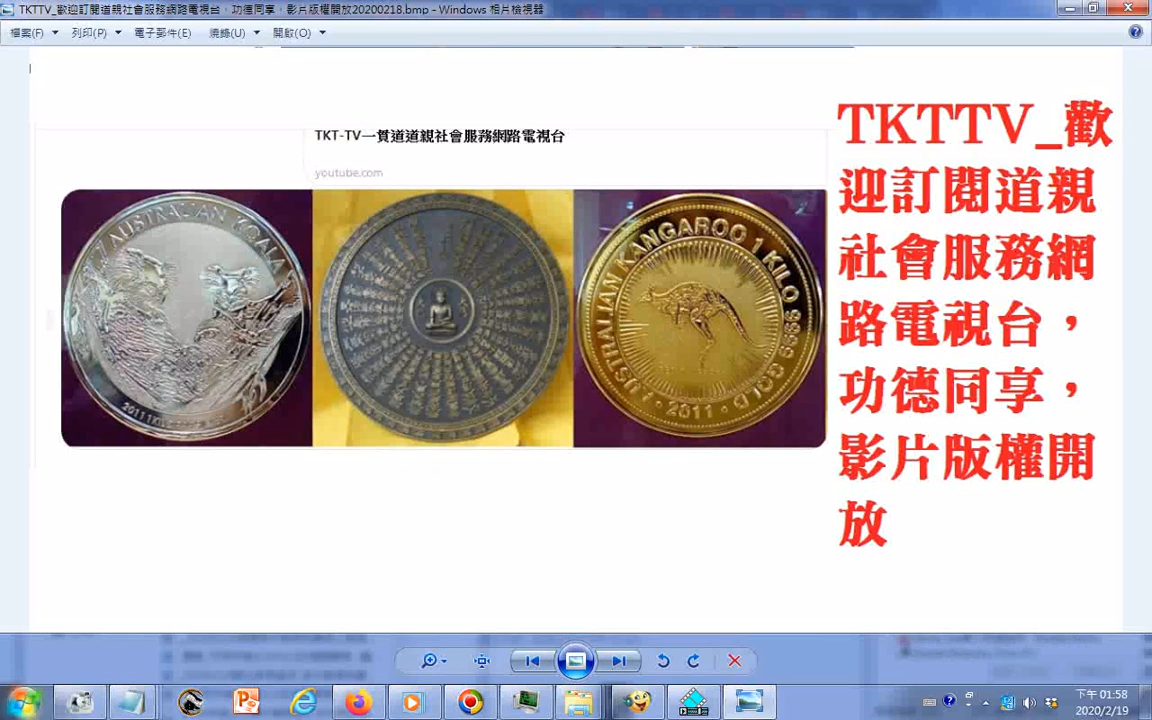 TKTTV_歡迎訂閱道親社會服務網路電視台，功德同享，影片版權開放20200218.bmp - Windows 相片檢視器
檔案(F) 列印(P) 電子郵件(E) 燒錄(U) 開啟(O)
TKT-TV一貫道道親社會服務網路電視台
youtube.com
AUSTRALIAN KOALA
AUSTRALIAN KANGAROO 1 KILO 9999 GOLD
2011
TKTTV_歡
迎訂閱道親
社會服務網
路電視台，
功德同享，
影片版權開
放
下午 01:58
2020/2/19